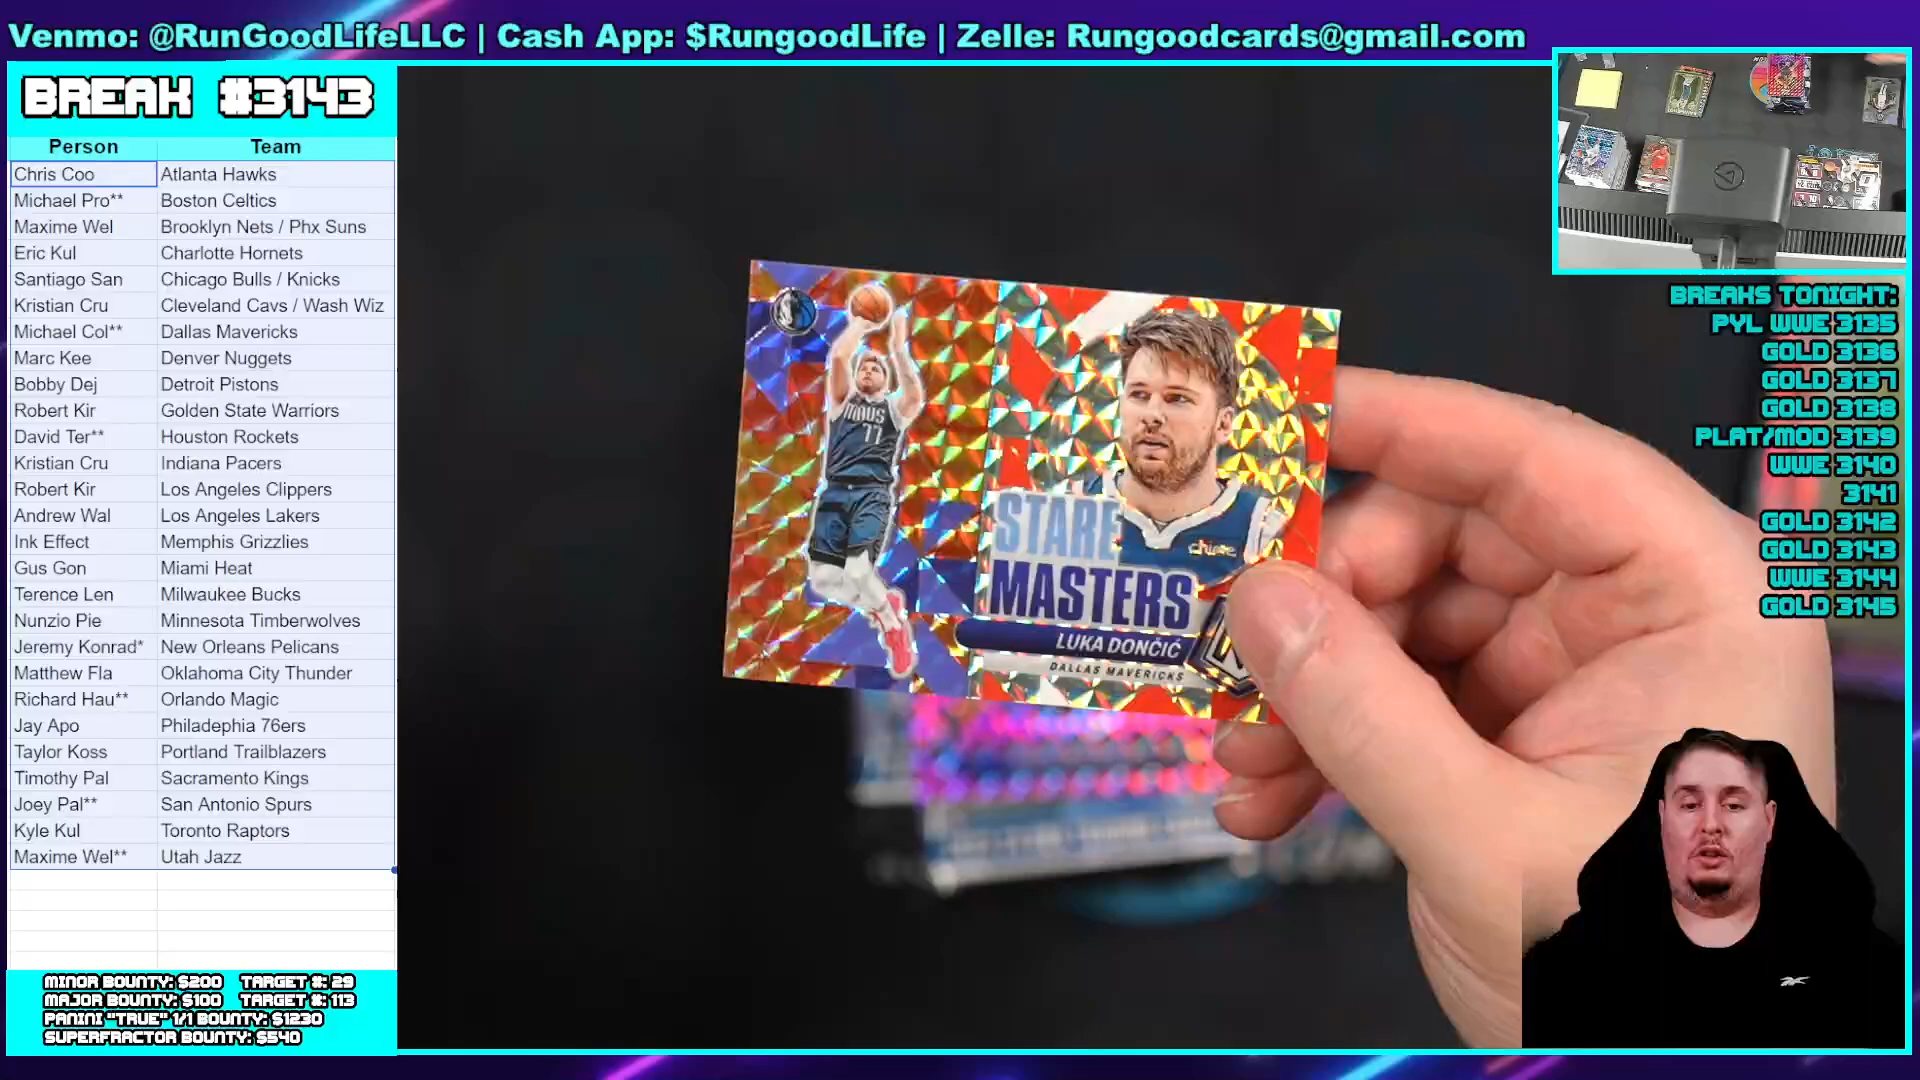 Venmo: @RunGoodLifeLLC | Cash App: $RungoodLife | Zelle: Rungoodcards@gmail.com
BREAK #3143
Person Team
Chris Coo Atlanta Hawks
Michael Pro** Boston Celtics
Maxime Wel Brooklyn Nets / Phx Suns
Eric Kul Charlotte Hornets
Santiago San Chicago Bulls / Knicks
Kristian Cru Cleveland Cavs / Wash Wiz
Michael Col** Dallas Mavericks
Marc Kee Denver Nuggets
Bobby Dej Detroit Pistons
Robert Kir Golden State Warriors
David Ter** Houston Rockets
Kristian Cru Indiana Pacers
Robert Kir Los Angeles Clippers
Andrew Wal Los Angeles Lakers
Ink Effect Memphis Grizzlies
Gus Gon Miami Heat
Terence Len Milwaukee Bucks
Nunzio Pie Minnesota Timberwolves
Jeremy Konrad* New Orleans Pelicans
Matthew Fla Oklahoma City Thunder
Richard Hau** Orlando Magic
Jay Apo Philadephia 76ers
Taylor Koss Portland Trailblazers
Timothy Pal Sacramento Kings
Joey Pal** San Antonio Spurs
Kyle Kul Toronto Raptors
Maxime Wel** Utah Jazz
MINOR BOUNTY: $200 TARGET #: 29
MAJOR BOUNTY: $100 TARGET #: 113
PANINI "TRUE" 1/1 BOUNTY: $1230
SUPERFRACTOR BOUNTY: $540
77
STARE
MASTERS
LUKA DONČIĆ
DALLAS MAVERICKS
chime
BREAKS TONIGHT:
PYL WWE 3135
GOLD 3136
GOLD 3137
GOLD 3138
PLAT/MOD 3139
WWE 3140
3141
GOLD 3142
GOLD 3143
WWE 3144
GOLD 3145